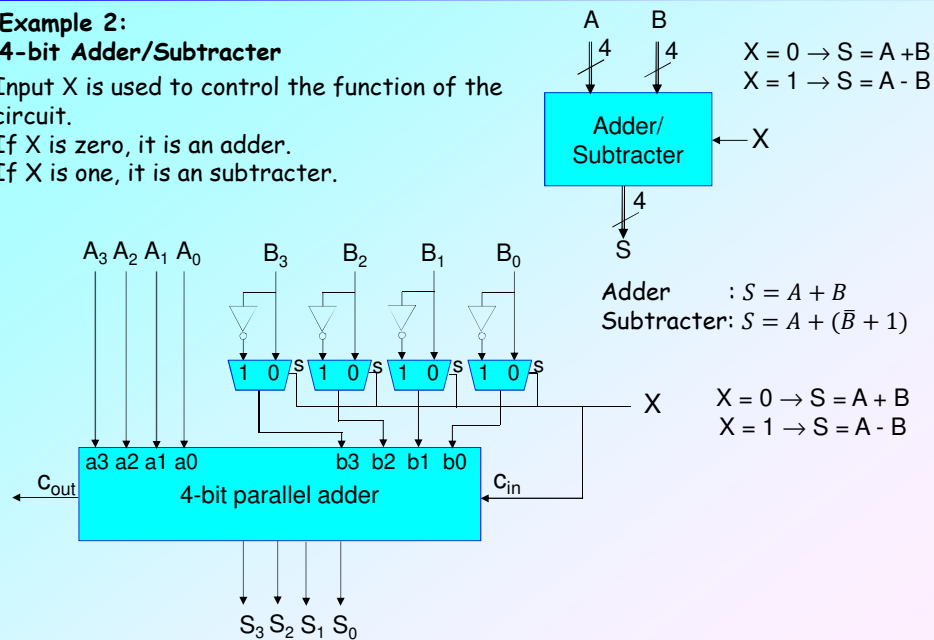 Example 2:
4-bit Adder/Subtracter
Input X is used to control the function of the
circuit.
If X is zero, it is an adder.
If X is one, it is an subtracter.
A B
4 4
X = 0 → S = A +B
X = 1 → S = A - B
Adder/
Subtracter
X
4
S
A₃ A₂ A₁ A₀ B₃ B₂ B₁ B₀
Adder : S = A + B
Subtracter: S = A + (B̄ + 1)
1 0 s 1 0 s 1 0 s 1 0 s
X
X = 0 → S = A + B
X = 1 → S = A - B
a3 a2 a1 a0 b3 b2 b1 b0
cout 4-bit parallel adder cin
S₃ S₂ S₁ S₀